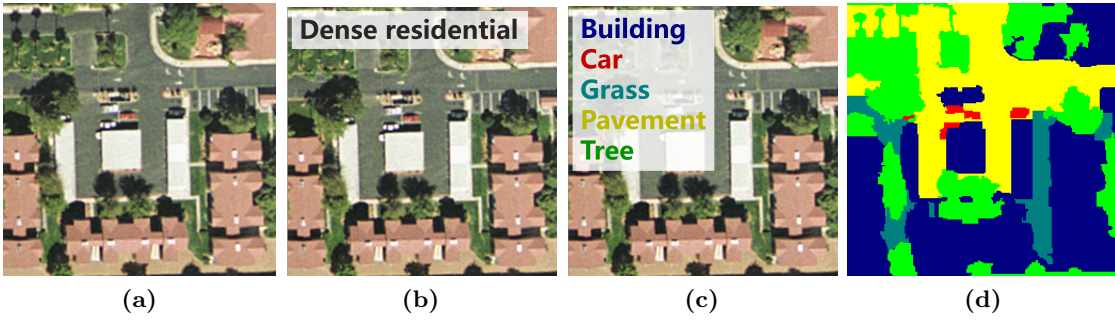 Dense residential
Building
Car
Grass
Pavement
Tree
(a)
(b)
(c)
(d)